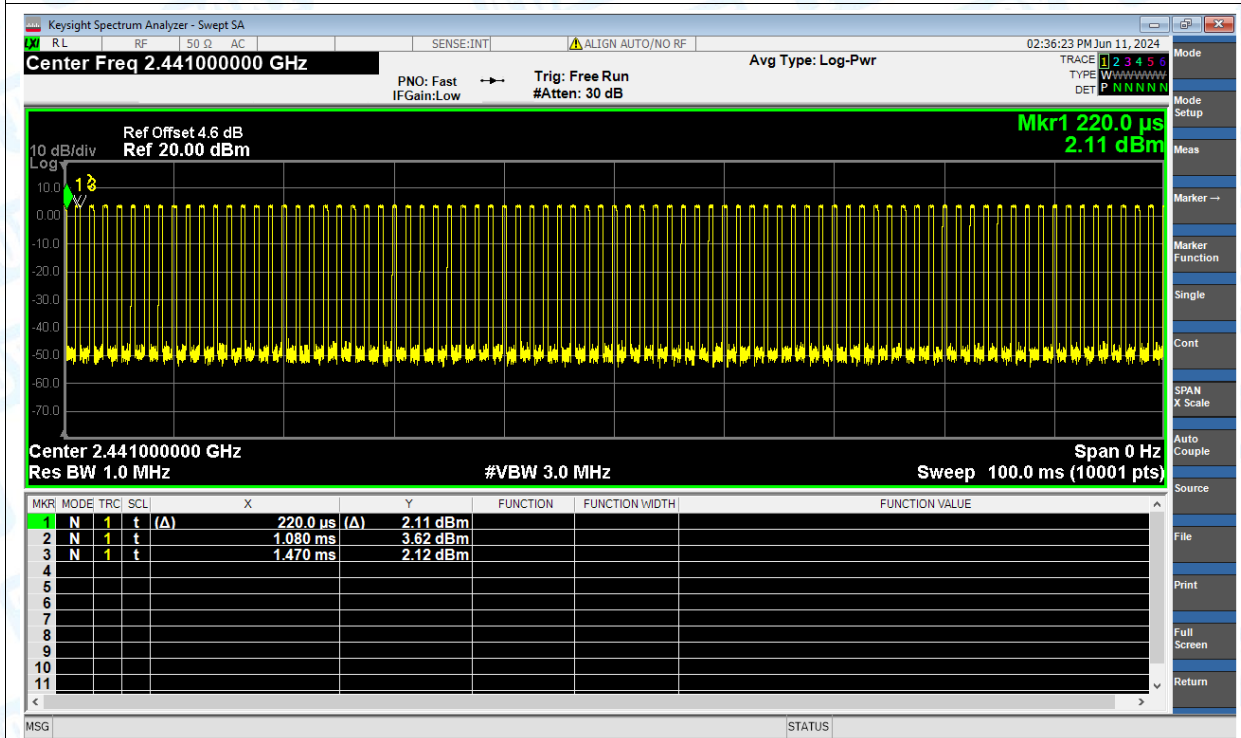 Keysight Spectrum Analyzer - Swept SA
LXI RL RF 50 Ω AC SENSE:INT ALIGN AUTO/NO RF 02:36:23 PM Jun 11, 2024
Center Freq 2.441000000 GHz
PNO: Fast
IFGain:Low
Trig: Free Run
#Atten: 30 dB
Avg Type: Log-Pwr
TRACE 1 2 3 4 5 6
TYPE WWWWWW
DET P N N N N N
Ref Offset 4.6 dB
10 dB/div Ref 20.00 dBm
Log
Mkr1 220.0 µs
2.11 dBm
10.0
0.00
-10.0
-20.0
-30.0
-40.0
-50.0
-60.0
-70.0
1 3
Center 2.441000000 GHz Span 0 Hz
Res BW 1.0 MHz #VBW 3.0 MHz Sweep 100.0 ms (10001 pts)
MKR MODE TRC SCL X Y FUNCTION FUNCTION WIDTH FUNCTION VALUE
1 N 1 t (Δ) 220.0 µs (Δ) 2.11 dBm
2 N 1 t 1.080 ms 3.62 dBm
3 N 1 t 1.470 ms 2.12 dBm
4
5
6
7
8
9
10
11
MSG STATUS
Mode
Mode
Setup
Meas
Marker →
Marker
Function
Single
Cont
SPAN
X Scale
Auto
Couple
Source
File
Print
Full
Screen
Return